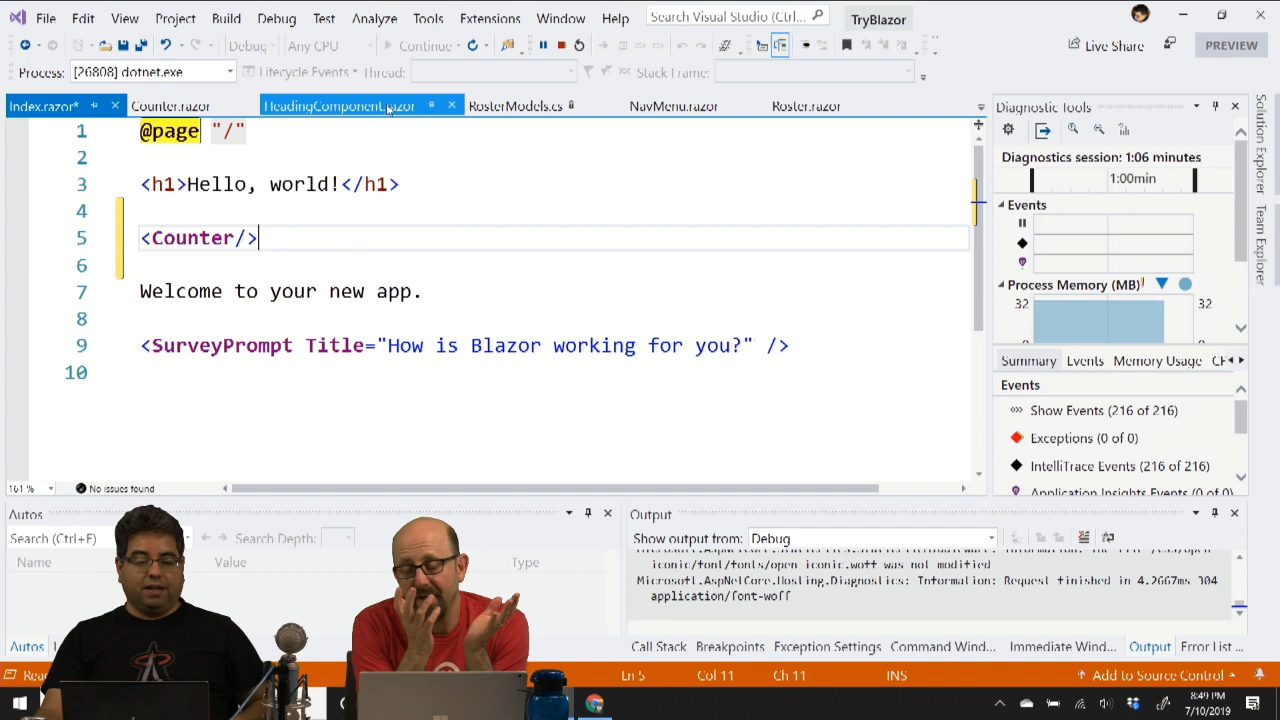 File Edit View Project Build Debug Test Analyze Tools Extensions Window Help Search Visual Studio (Ctrl+... TryBlazor
Debug Any CPU Continue Live Share PREVIEW
Process: [26808] dotnet.exe Lifecycle Events Thread: Stack Frame:
Index.razor* Counter.razor HeadingComponent.razor RosterModels.cs NavMenu.razor Roster.razor
1 @page "/"
2
3 <h1>Hello, world!</h1>
4
5 <Counter/>
6
7 Welcome to your new app.
8
9 <SurveyPrompt Title="How is Blazor working for you?" />
10
161 % No issues found
Diagnostic Tools
Diagnostics session: 1:06 minutes
1:00min
Events
Process Memory (MB)
32 32
0 0
Summary Events Memory Usage CP
Events
Show Events (216 of 216)
Exceptions (0 of 0)
IntelliTrace Events (216 of 216)
Application Insights Events (0 of 0)
Solution Explorer
Team Explorer
Autos
Search (Ctrl+E) Search Depth:
Name Value Type
Autos
Output
Show output from: Debug
iconic/font/fonts/open iconic.woff was not modified
Microsoft.AspNetCore.Hosting.Diagnostics: Information: Request finished in 4.2667ms 304
application/font-woff
Call Stack Breakpoints Exception Settings Command Wind... Immediate Wind... Output Error List ...
Rea Ln 5 Col 11 Ch 11 INS Add to Source Control
8:49 PM
7/10/2019